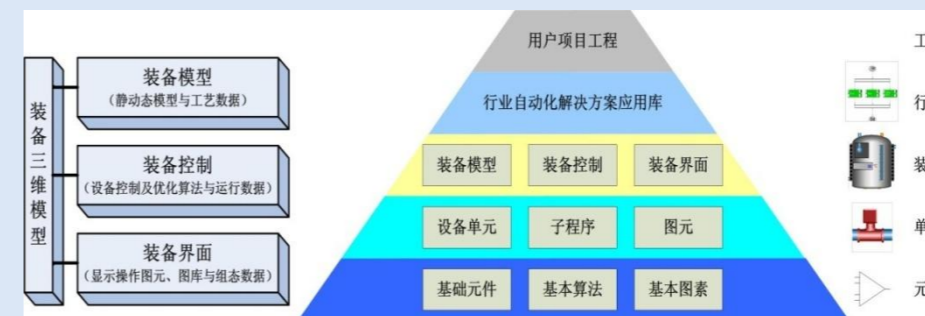 装备三维模型
装备模型
（静动态模型与工艺数据）
装备控制
（设备控制及优化算法与运行数据）
装备界面
（显示操作图元、图库与组态数据）
用户项目工程
行业自动化解决方案应用库
装备模型 装备控制 装备界面
设备单元 子程序 图元
基础元件 基本算法 基本图素
工
行
装
单
元